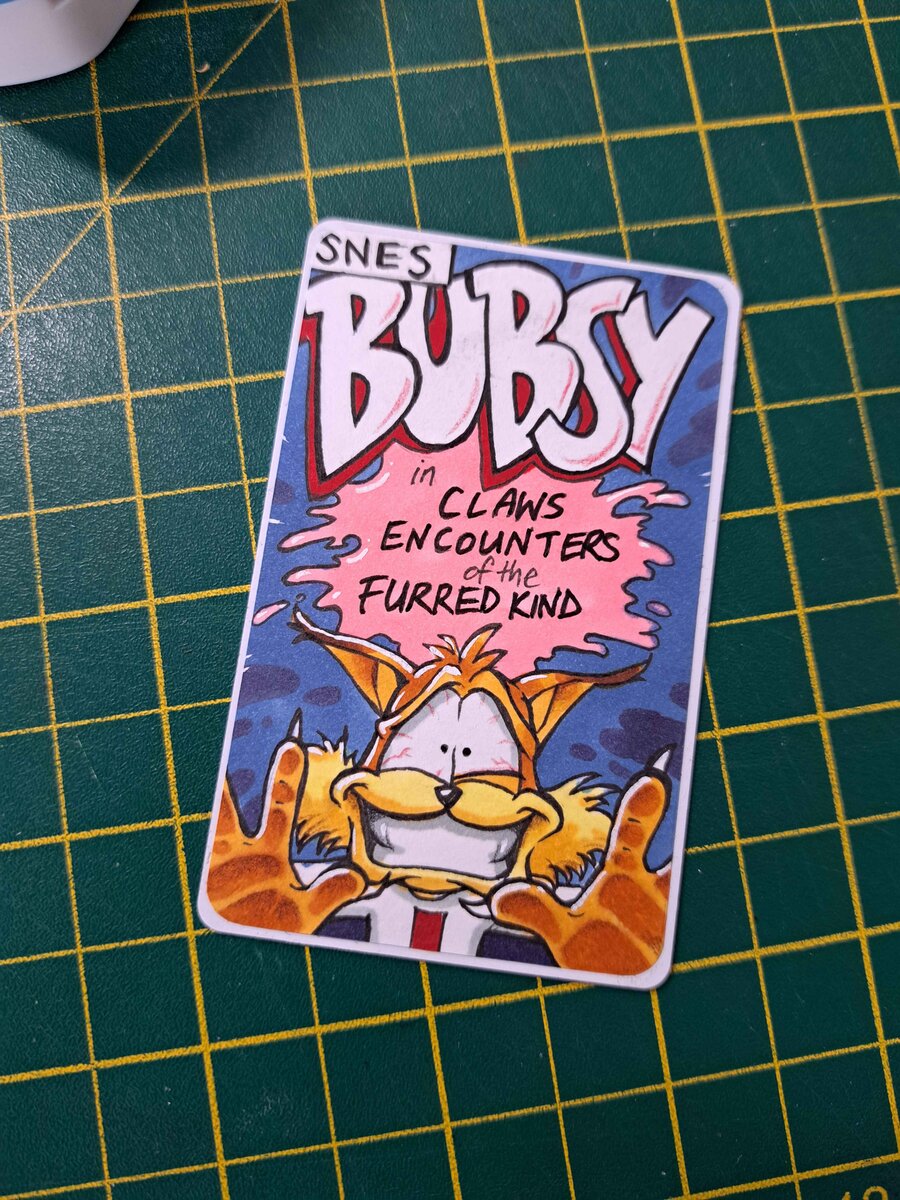 SNES
BUBSY
in
CLAWS
ENCOUNTERS
of the
FURRED KIND